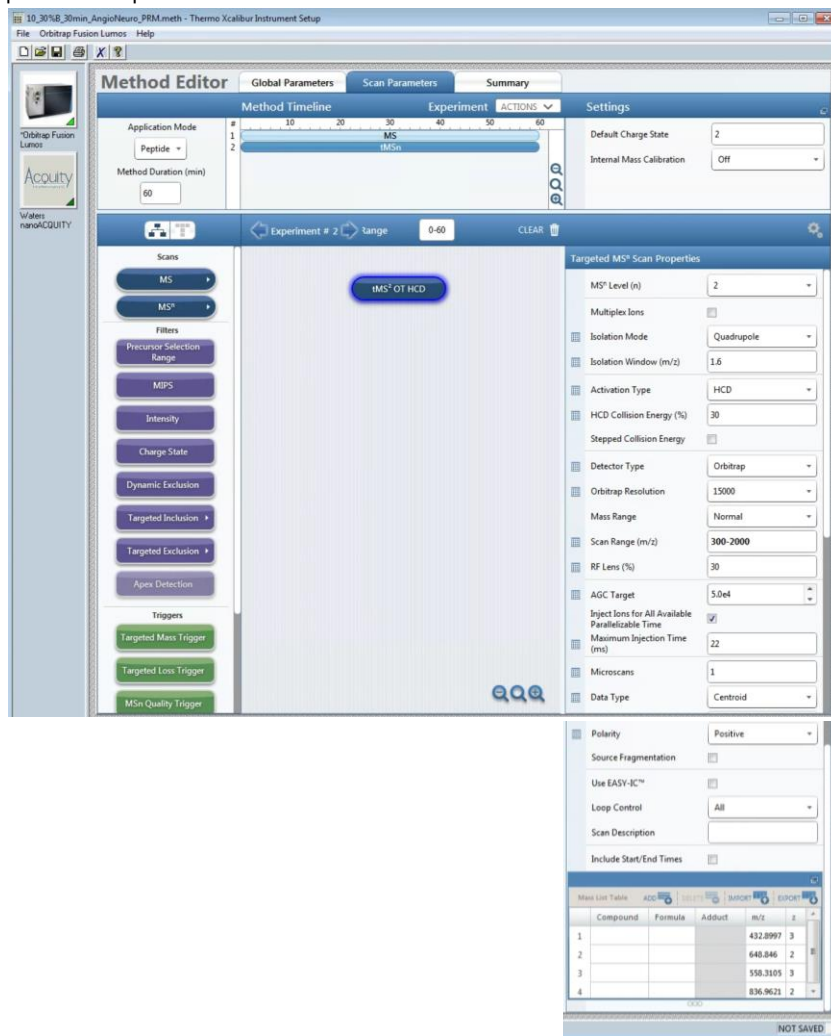 10_30%B_30min_AngioNeuro_PRM.meth - Thermo Xcalibur Instrument Setup
File Orbitrap Fusion Lumos Help
Method Editor Global Parameters Scan Parameters Summary
Method Timeline Experiment ACTIONS Settings
Application Mode # 10 20 30 40 50 60
1 MS Default Charge State 2
*Orbitrap Fusion Lumos Peptide 2 tMSn
Internal Mass Calibration Off
Acquity Method Duration (min)
60
Waters
nanoACQUITY
Experiment # 2 Range 0-60 CLEAR
Scans Targeted MSⁿ Scan Properties
MS tMS² OT HCD MSⁿ Level (n) 2
MSⁿ Multiplex Ions
Filters Isolation Mode Quadrupole
Precursor Selection
Range Isolation Window (m/z) 1.6
MIPS Activation Type HCD
Intensity HCD Collision Energy (%) 30
Charge State Stepped Collision Energy
Detector Type Orbitrap
Dynamic Exclusion Orbitrap Resolution 15000
Targeted Inclusion Mass Range Normal
Targeted Exclusion Scan Range (m/z) 300-2000
RF Lens (%) 30
Apex Detection AGC Target 5.0e4
Triggers Inject Ions for All Available
Parallelizable Time
Targeted Mass Trigger Maximum Injection Time
(ms) 22
Targeted Loss Trigger Microscans 1
MSn Quality Trigger Data Type Centroid
Polarity Positive
Source Fragmentation
Use EASY-IC™
Loop Control All
Scan Description
Include Start/End Times
Mass List Table ADD DELETE IMPORT EXPORT
Compound Formula Adduct m/z z
1 432.8997 3
2 648.846 2
3 558.3105 3
4 836.9621 2
NOT SAVED